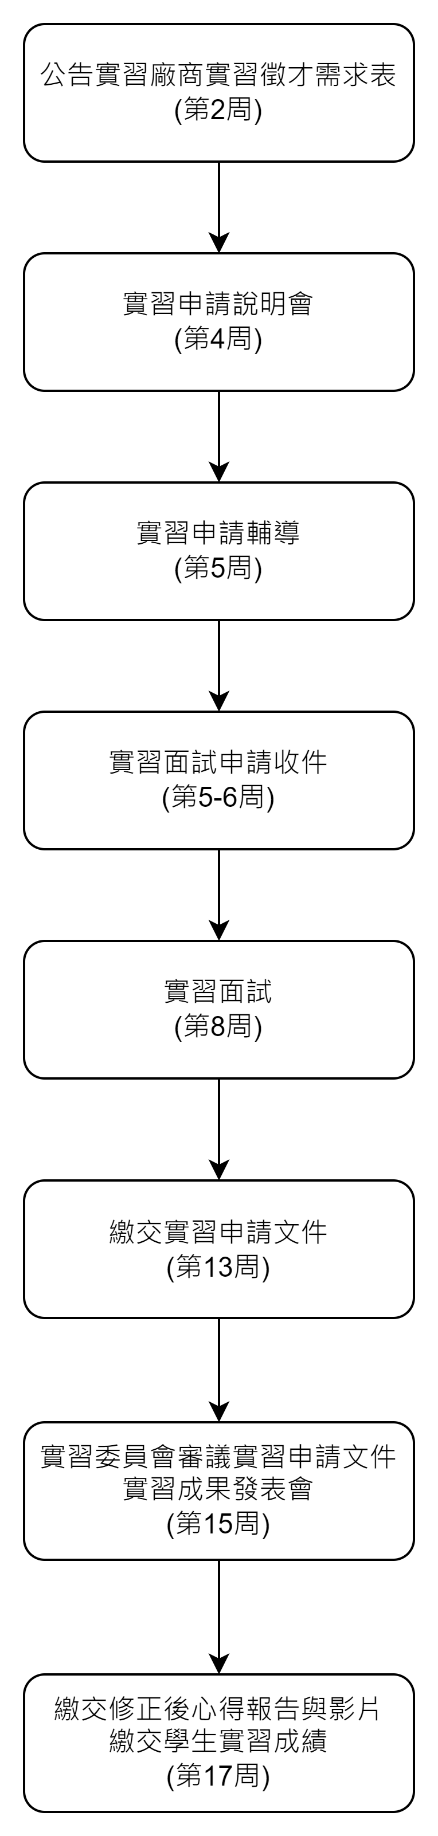 公告實習廠商實習徵才需求表
(第2周)
實習申請說明會
(第4周)
實習申請輔導
(第5周)
實習面試申請收件
(第5-6周)
實習面試
(第8周)
繳交實習申請文件
(第13周)
實習委員會審議實習申請文件
實習成果發表會
(第15周)
繳交修正後心得報告與影片
繳交學生實習成績
(第17周)